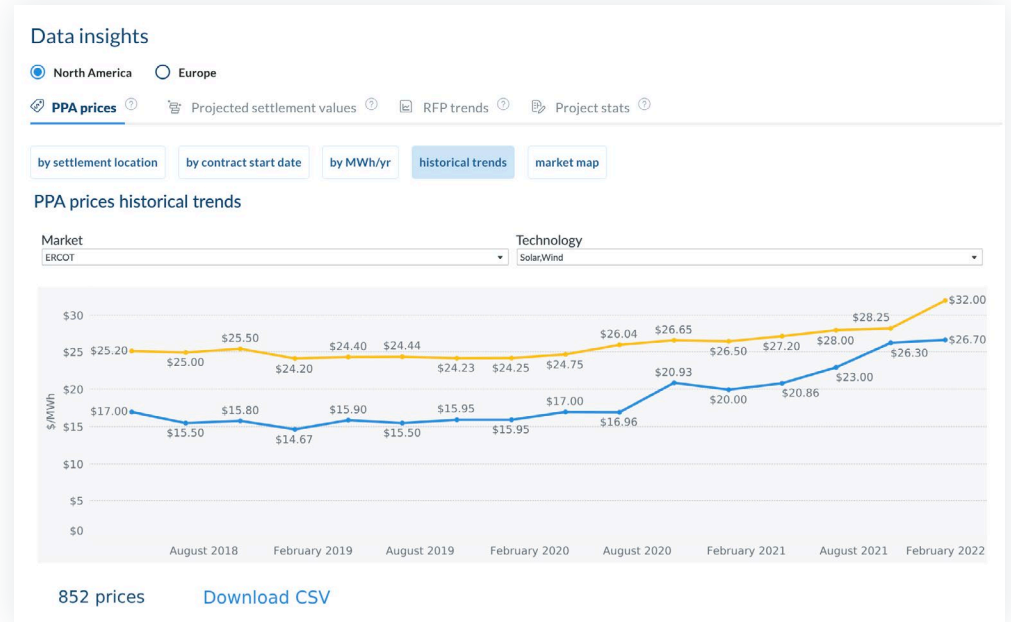 Data insights
North America Europe
PPA prices ? Projected settlement values ? RFP trends ? Project stats ?
by settlement location by contract start date by MWh/yr historical trends market map
PPA prices historical trends
Market Technology
ERCOT Solar,Wind
$/MWh
$30
$25
$20
$15
$10
$5
$0
$25.20 $25.00 $25.50 $24.20 $24.40 $24.44 $24.23 $24.25 $24.75 $26.04 $26.65 $26.50 $27.20 $28.00 $28.25 $32.00
$17.00 $15.50 $15.80 $14.67 $15.90 $15.50 $15.95 $15.95 $17.00 $16.96 $20.93 $20.00 $20.86 $23.00 $26.30 $26.70
August 2018 February 2019 August 2019 February 2020 August 2020 February 2021 August 2021 February 2022
852 prices Download CSV